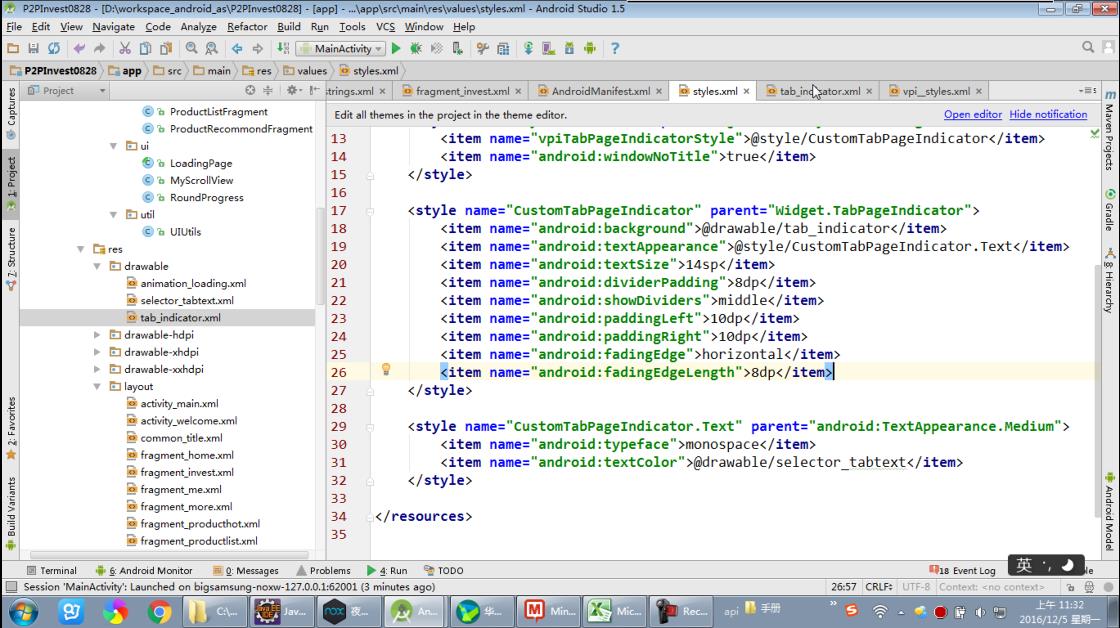 P2PInvest0828 - [D:\workspace_android_as\P2PInvest0828] - [app] - ...\app\src\main\res\values\styles.xml - Android Studio 1.5
File Edit View Navigate Code Analyze Refactor Build Run Tools VCS Window Help
MainActivity
P2PInvest0828 app src main res values styles.xml
Project
strings.xml fragment_invest.xml AndroidManifest.xml styles.xml tab_indicator.xml vpi__styles.xml
Edit all themes in the project in the theme editor. Open editor Hide notification
Captures
1: Project
7: Structure
2: Favorites
Build Variants
ProductListFragment
ProductRecommondFragment
ui
LoadingPage
MyScrollView
RoundProgress
util
UIUtils
res
drawable
animation_loading.xml
selector_tabtext.xml
tab_indicator.xml
drawable-hdpi
drawable-xhdpi
drawable-xxhdpi
layout
activity_main.xml
activity_welcome.xml
common_title.xml
fragment_home.xml
fragment_invest.xml
fragment_me.xml
fragment_more.xml
fragment_producthot.xml
fragment_productlist.xml
13 <item name="vpiTabPageIndicatorStyle">@style/CustomTabPageIndicator</item>
14 <item name="android:windowNoTitle">true</item>
15 </style>
16
17 <style name="CustomTabPageIndicator" parent="Widget.TabPageIndicator">
18 <item name="android:background">@drawable/tab_indicator</item>
19 <item name="android:textAppearance">@style/CustomTabPageIndicator.Text</item>
20 <item name="android:textSize">14sp</item>
21 <item name="android:dividerPadding">8dp</item>
22 <item name="android:showDividers">middle</item>
23 <item name="android:paddingLeft">10dp</item>
24 <item name="android:paddingRight">10dp</item>
25 <item name="android:fadingEdge">horizontal</item>
26 <item name="android:fadingEdgeLength">8dp</item>
27 </style>
28
29 <style name="CustomTabPageIndicator.Text" parent="android:TextAppearance.Medium">
30 <item name="android:typeface">monospace</item>
31 <item name="android:textColor">@drawable/selector_tabtext</item>
32 </style>
33
34 </resources>
35
Maven Projects
Gradle
8: Hierarchy
Android Model
Terminal 6: Android Monitor 0: Messages Problems 4: Run TODO 18 Event Log
英
Session 'MainActivity': Launched on bigsamsung-noxw-127.0.0.1:62001 (3 minutes ago) 26:57 CRLF UTF-8 Context: <no context>
C:\... Jav... 夜... An... 华... Min... Mic... Rec... api 手册
上午 11:32
2016/12/5 星期一